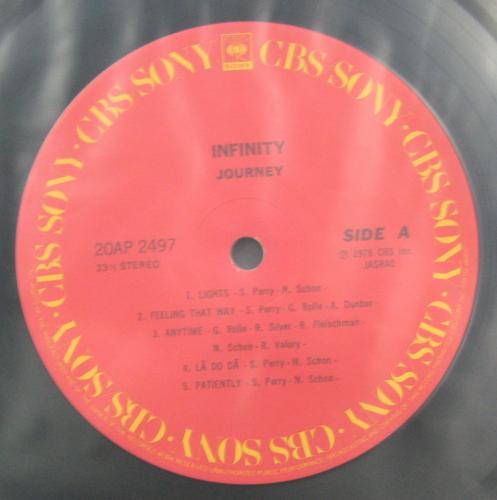 CBS SONY · CBS SONY · CBS SONY · CBS SONY · CBS SONY · CBS SONY · CBS SONY
INFINITY
JOURNEY
20AP 2497
33⅓ STEREO
SIDE A
Ⓟ 1978 CBS Inc.
JASRAC
1. LIGHTS - S. Perry - N. Schon -
2. FEELING THAT WAY - S. Perry - G. Rolie - A. Dunbar -
3. ANYTIME - G. Rolie - R. Silver - R. Fleischman -
N. Schon - R. Valory -
4. LĂ DO DĀ - S. Perry - N. Schon -
5. PATIENTLY - S. Perry - N. Schon -